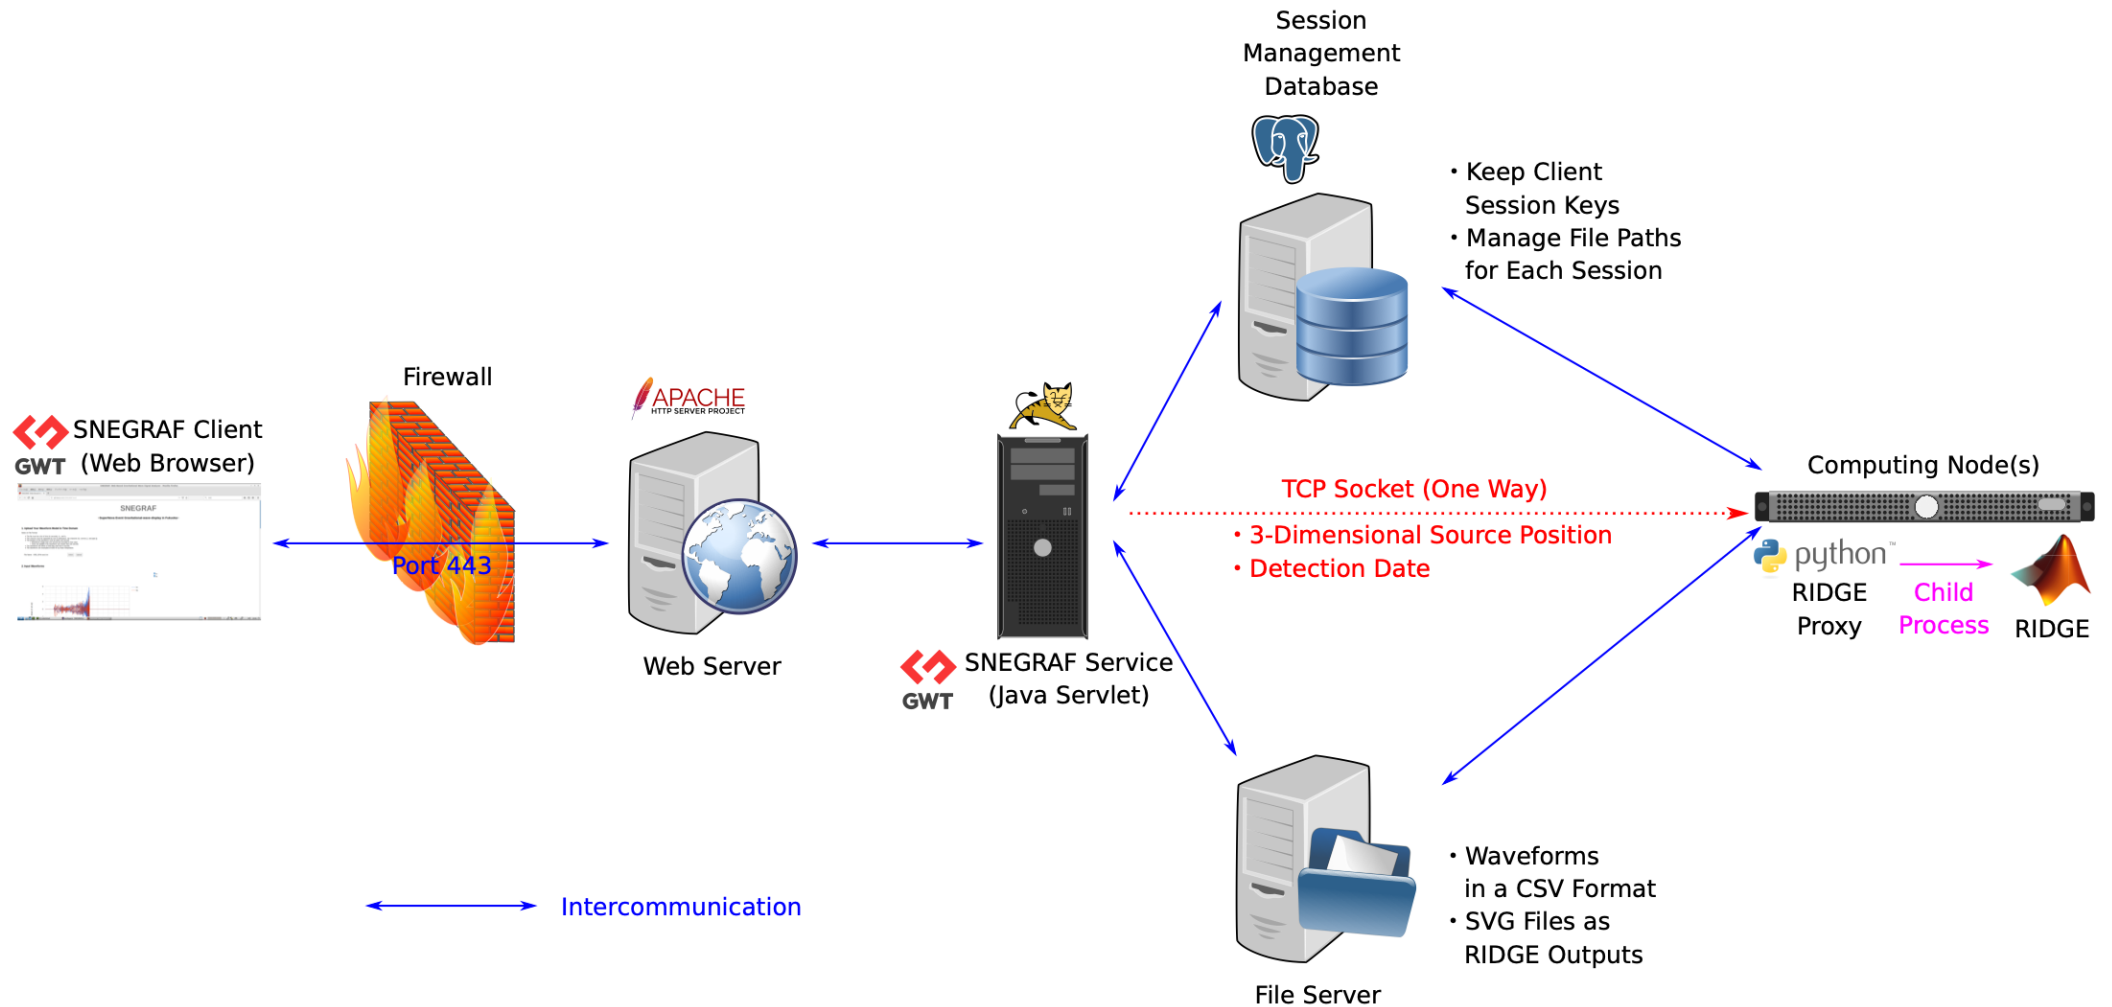 Session
Management
Database
・Keep Client
Session Keys
・Manage File Paths
for Each Session
Firewall
APACHE
HTTP SERVER PROJECT
GWT
SNEGRAF Client
(Web Browser)
SNEGRAF
Port 443
Web Server
GWT
SNEGRAF Service
(Java Servlet)
TCP Socket (One Way)
・3-Dimensional Source Position
・Detection Date
Computing Node(s)
python™
RIDGE
Proxy
Child
Process
RIDGE
・Waveforms
in a CSV Format
・SVG Files as
RIDGE Outputs
File Server
Intercommunication